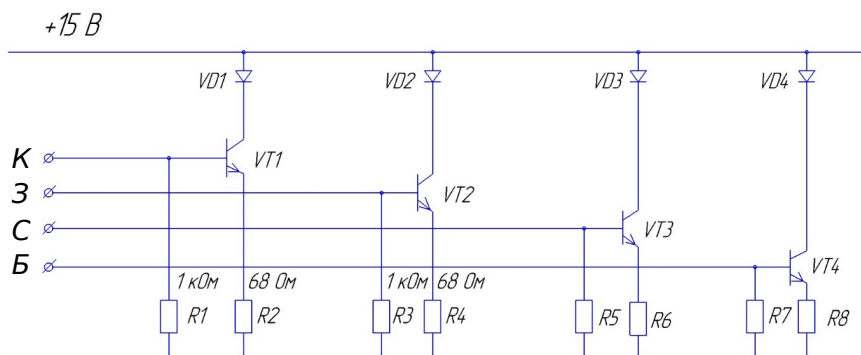 +15 В
VD1
VD2
VD3
VD4
К
VT1
З
VT2
С
VT3
Б
VT4
1 кОм
68 Ом
1 кОм
68 Ом
R1
R2
R3
R4
R5
R6
R7
R8